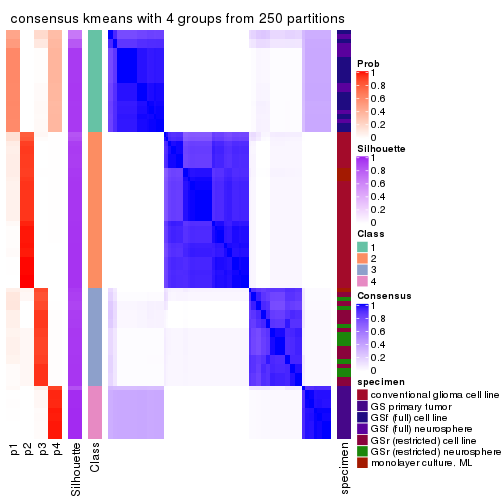 consensus kmeans with 4 groups from 250 partitions
Prob
1
0.8
0.6
0.4
0.2
0
Silhouette
1
0.8
0.6
0.4
0.2
0
Class
1
2
3
4
Consensus
1
0.8
0.6
0.4
0.2
0
specimen
conventional glioma cell line
GS primary tumor
GSf (full) cell line
GSf (full) neurosphere
GSr (restricted) cell line
GSr (restricted) neurosphere
monolayer culture. ML
p1
p2
p3
p4
Silhouette
Class
specimen